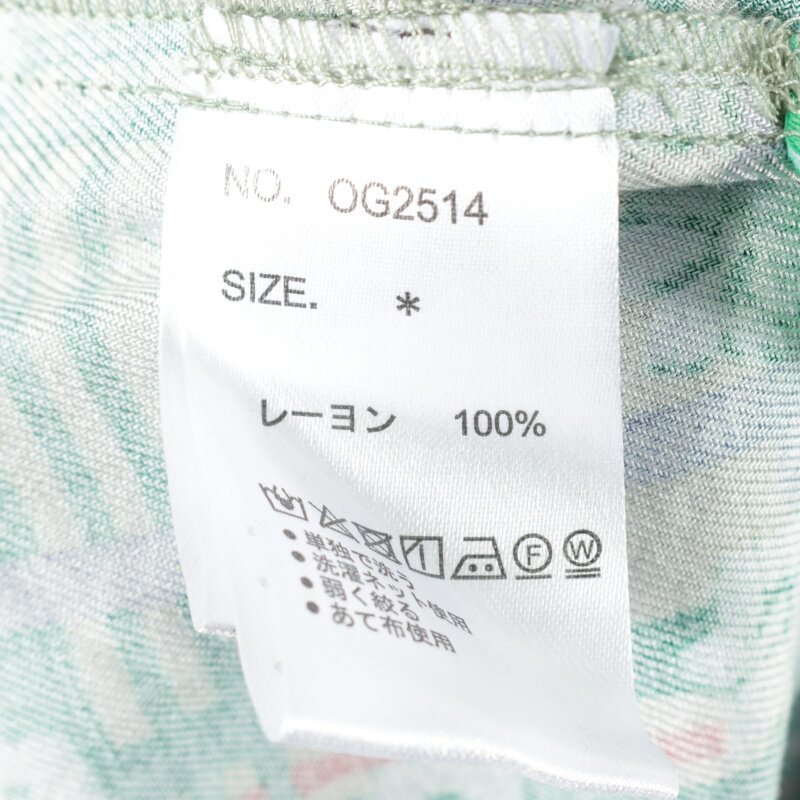 NO. OG2514
SIZE. *
レーヨン 100%
F W
• 単独で洗う
• 洗濯ネット使用
• 弱く絞る
• あて布使用